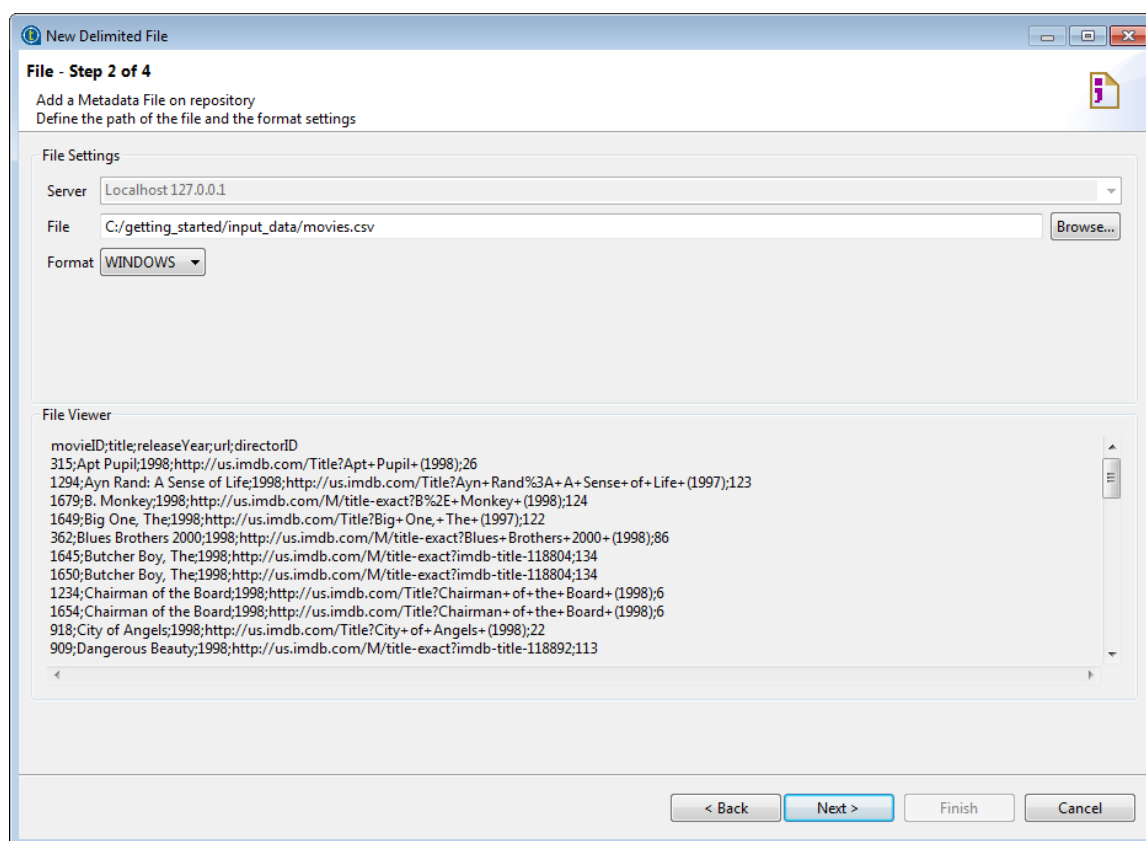 New Delimited File
File - Step 2 of 4
Add a Metadata File on repository
Define the path of the file and the format settings
File Settings
Server Localhost 127.0.0.1
File C:/getting_started/input_data/movies.csv Browse...
Format WINDOWS
File Viewer
movieID;title;releaseYear;url;directorID
315;Apt Pupil;1998;http://us.imdb.com/Title?Apt+Pupil+(1998);26
1294;Ayn Rand: A Sense of Life;1998;http://us.imdb.com/Title?Ayn+Rand%3A+A+Sense+of+Life+(1997);123
1679;B. Monkey;1998;http://us.imdb.com/M/title-exact?B%2E+Monkey+(1998);124
1649;Big One, The;1998;http://us.imdb.com/Title?Big+One,+The+(1997);122
362;Blues Brothers 2000;1998;http://us.imdb.com/M/title-exact?Blues+Brothers+2000+(1998);86
1645;Butcher Boy, The;1998;http://us.imdb.com/M/title-exact?imdb-title-118804;134
1650;Butcher Boy, The;1998;http://us.imdb.com/M/title-exact?imdb-title-118804;134
1234;Chairman of the Board;1998;http://us.imdb.com/Title?Chairman+of+the+Board+(1998);6
1654;Chairman of the Board;1998;http://us.imdb.com/Title?Chairman+of+the+Board+(1998);6
918;City of Angels;1998;http://us.imdb.com/Title?City+of+Angels+(1998);22
909;Dangerous Beauty;1998;http://us.imdb.com/M/title-exact?imdb-title-118892;113
< Back Next > Finish Cancel